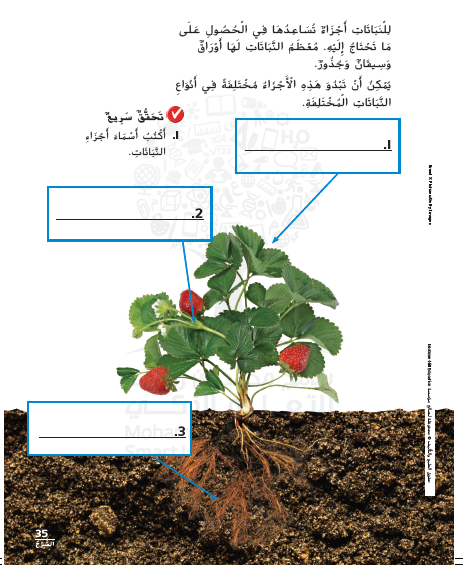 لِلنَّبَاتَاتِ أَجْزَاءٌ تُسَاعِدُهَا فِي الْحُصُولِ عَلَى
مَا تَحْتَاجُ إِلَيْهِ. مُعْظَمُ النَّبَاتَاتِ لَهَا أَوْرَاقٌ
وَسِيقَانٌ وَجُذُورٌ.
يُمْكِنُ أَنْ تَبْدُوَ هَذِهِ الْأَجْزَاءُ مُخْتَلِفَةً فِي أَنْوَاعِ
النَّبَاتَاتِ الْمُخْتَلِفَةِ.
تَحَقُّقٌ سَرِيعٌ
1. أَكْتُبُ أَسْمَاءَ أَجْزَاءِ
النَّبَاتَاتِ.
1.
2.
3.
35
الشَّرْحُ